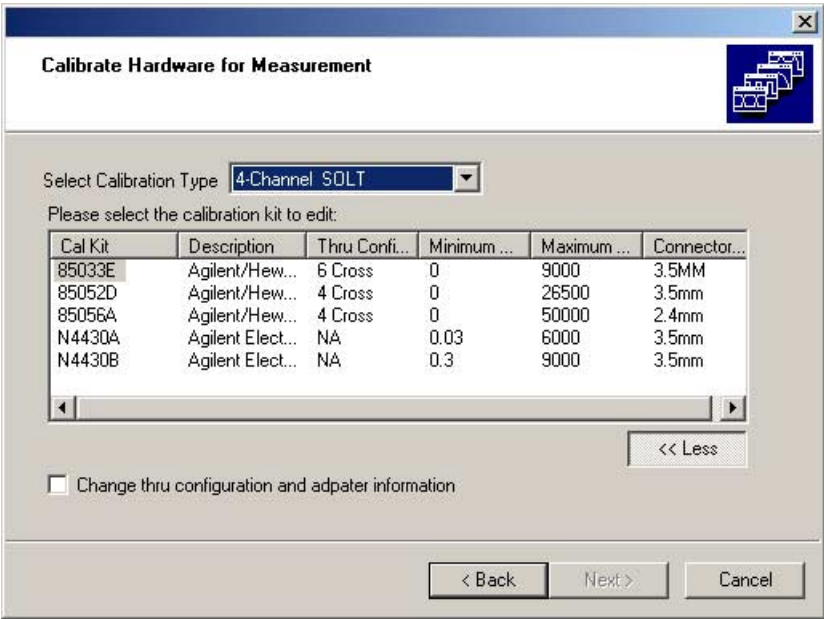 Calibrate Hardware for Measurement
Select Calibration Type 4-Channel SOLT
Please select the calibration kit to edit:
Cal Kit Description Thru Confi... Minimum ... Maximum ... Connector...
85033E Agilent/Hew... 6 Cross 0 9000 3.5MM
85052D Agilent/Hew... 4 Cross 0 26500 3.5mm
85056A Agilent/Hew... 4 Cross 0 50000 2.4mm
N4430A Agilent Elect... NA 0.03 6000 3.5mm
N4430B Agilent Elect... NA 0.3 9000 3.5mm
<< Less
Change thru configuration and adpater information
< Back Next > Cancel